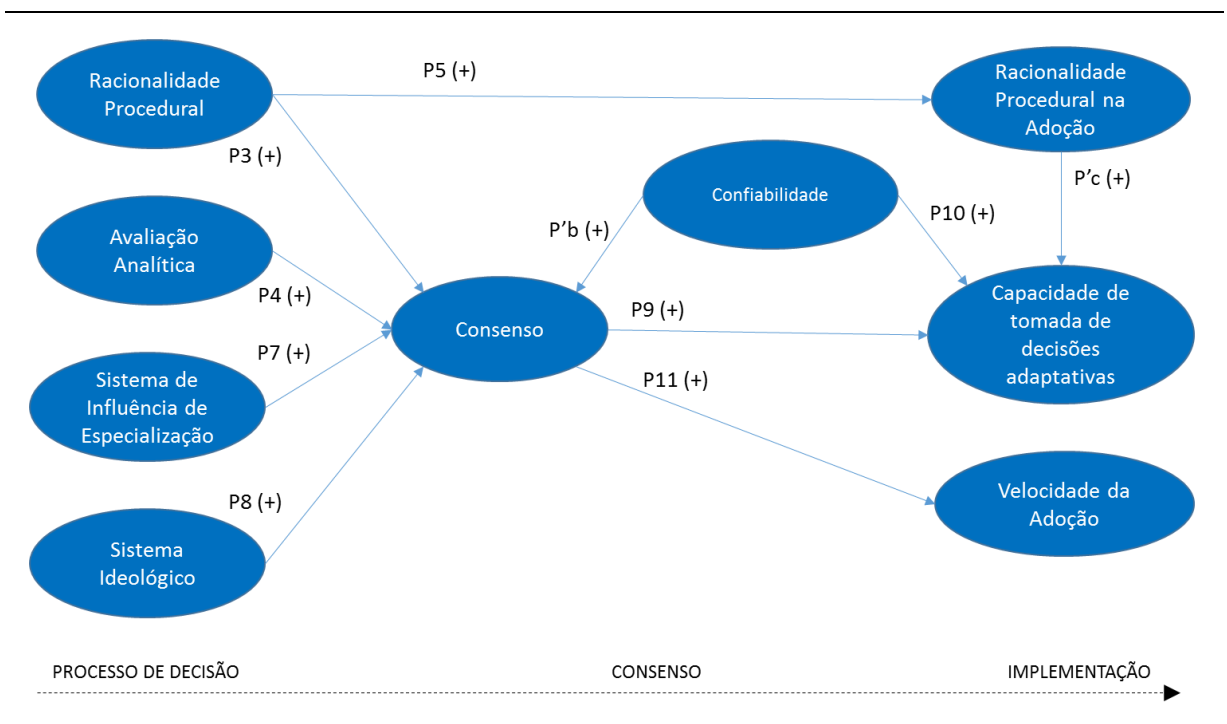 Racionalidade
Procedural
P5 (+)
Racionalidade
Procedural na
Adoção
P3 (+)
Confiabilidade
P'c (+)
Avaliação
Analítica
P'b (+)
P10 (+)
P4 (+)
Consenso
P9 (+)
Capacidade de
tomada de
decisões
adaptativas
P7 (+)
Sistema de
Influência de
Especialização
P11 (+)
P8 (+)
Velocidade da
Adoção
Sistema
Ideológico
PROCESSO DE DECISÃO
CONSENSO
IMPLEMENTAÇÃO